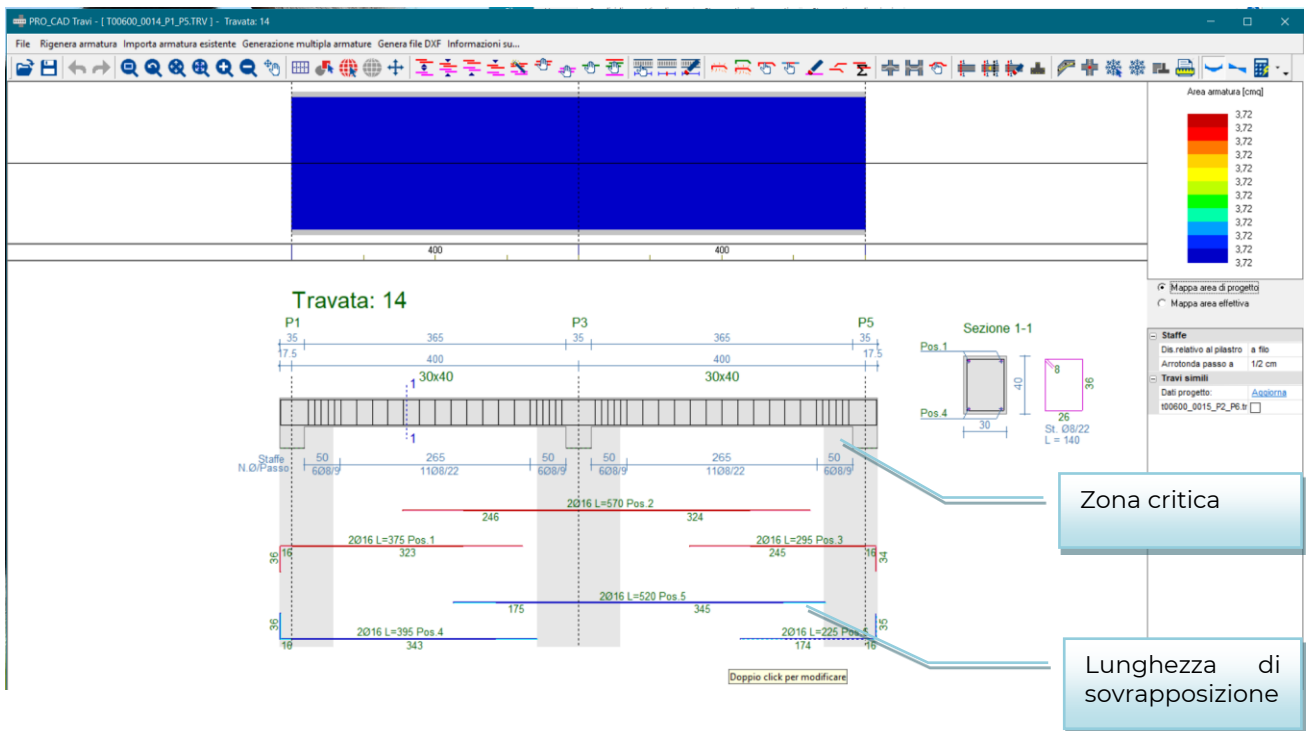 PRO_CAD Travi - [ T00600_0014_P1_P5.TRV ] - Travata: 14
File Rigenera armatura Importa armatura esistente Generazione multipla armature Genera file DXF Informazioni su...
Area armatura [cmq]
3,72
3,72
3,72
3,72
3,72
3,72
3,72
3,72
3,72
3,72
3,72
3,72
400 400
Mappa area di progetto
Mappa area effettiva
Staffe
Dis.relativo al pilastro a filo
Arrotonda passo a 1/2 cm
Travi simili
Dati progetto: Aggiorna
t00600_0015_P2_P6.tr
Travata: 14
P1 P3 P5
35 365 35 365 35
17.5 400 400 17.5
30x40 30x40
1
1
Staffe
N.Ø/Passo
50 265 50 50 265 50
6Ø8/9 11Ø8/22 6Ø8/9 6Ø8/9 11Ø8/22 6Ø8/9
Sezione 1-1
Pos.1
Pos.4
40
30
8
36
26
St. Ø8/22
L = 140
2Ø16 L=570 Pos.2
246 324
2Ø16 L=375 Pos.1
36 16 323
2Ø16 L=295 Pos.3
245 16 34
2Ø16 L=520 Pos.5
175 345
2Ø16 L=395 Pos.4
36 16 343
2Ø16 L=225 Pos.
174 16 35
Doppio click per modificare
Zona critica
Lunghezza di
sovrapposizione